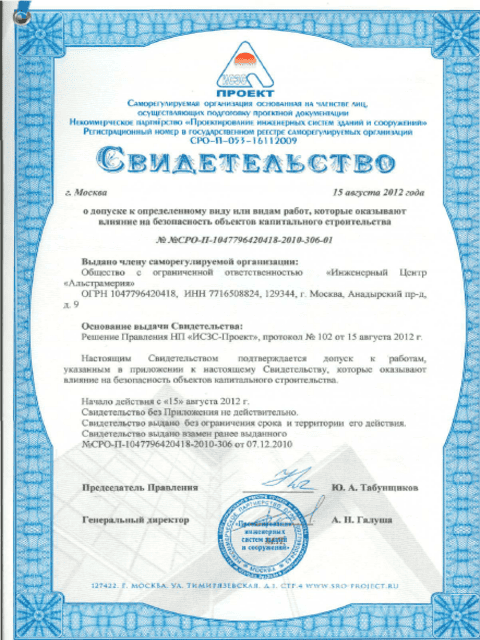 ПРОЕКТ
Саморегулируемая организация основанная на членстве лиц,
осуществляющих подготовку проектной документации
Некоммерческое партнёрство «Проектирование инженерных систем зданий и сооружений»
Регистрационный номер в государственном реестре саморегулируемых организаций
СРО-П-053-16112009
СВИДЕТЕЛЬСТВО
г. Москва 15 августа 2012 года
о допуске к определенному виду или видам работ, которые оказывают
влияние на безопасность объектов капитального строительства
№ №СРО-П-1047796420418-2010-306-01
Выдано члену саморегулируемой организации:
Общество с ограниченной ответственностью «Инженерный Центр
«Альстрамерия»
ОГРН 1047796420418, ИНН 7716508824, 129344, г. Москва, Анадырский пр-д,
д. 9
Основание выдачи Свидетельства:
Решение Правления НП «ИСЗС-Проект», протокол № 102 от 15 августа 2012 г.
Настоящим Свидетельством подтверждается допуск к работам,
указанным в приложении к настоящему Свидетельству, которые оказывают
влияние на безопасность объектов капитального строительства.
Начало действия с «15» августа 2012 г.
Свидетельство без Приложения не действительно.
Свидетельство выдано без ограничения срока и территории его действия.
Свидетельство выдано взамен ранее выданного
№СРО-П-1047796420418-2010-306 от 07.12.2010
Председатель Правления Ю. А. Табунщиков
Генеральный директор А. П. Галуша
«Проектирование
инженерных
систем зданий
и сооружений»
МОСКВА
127422, Г. МОСКВА, УЛ. ТИМИРЯЗЕВСКАЯ, Д.1, СТР.4 WWW.SRO-PROJECT.RU